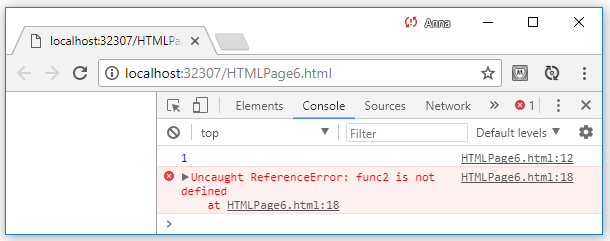 Anna
localhost:32307/HTMLPa
localhost:32307/HTMLPage6.html
Elements Console Sources Network » 1
top Filter Default levels
1 HTMLPage6.html:12
Uncaught ReferenceError: func2 is not HTMLPage6.html:18
defined
at HTMLPage6.html:18